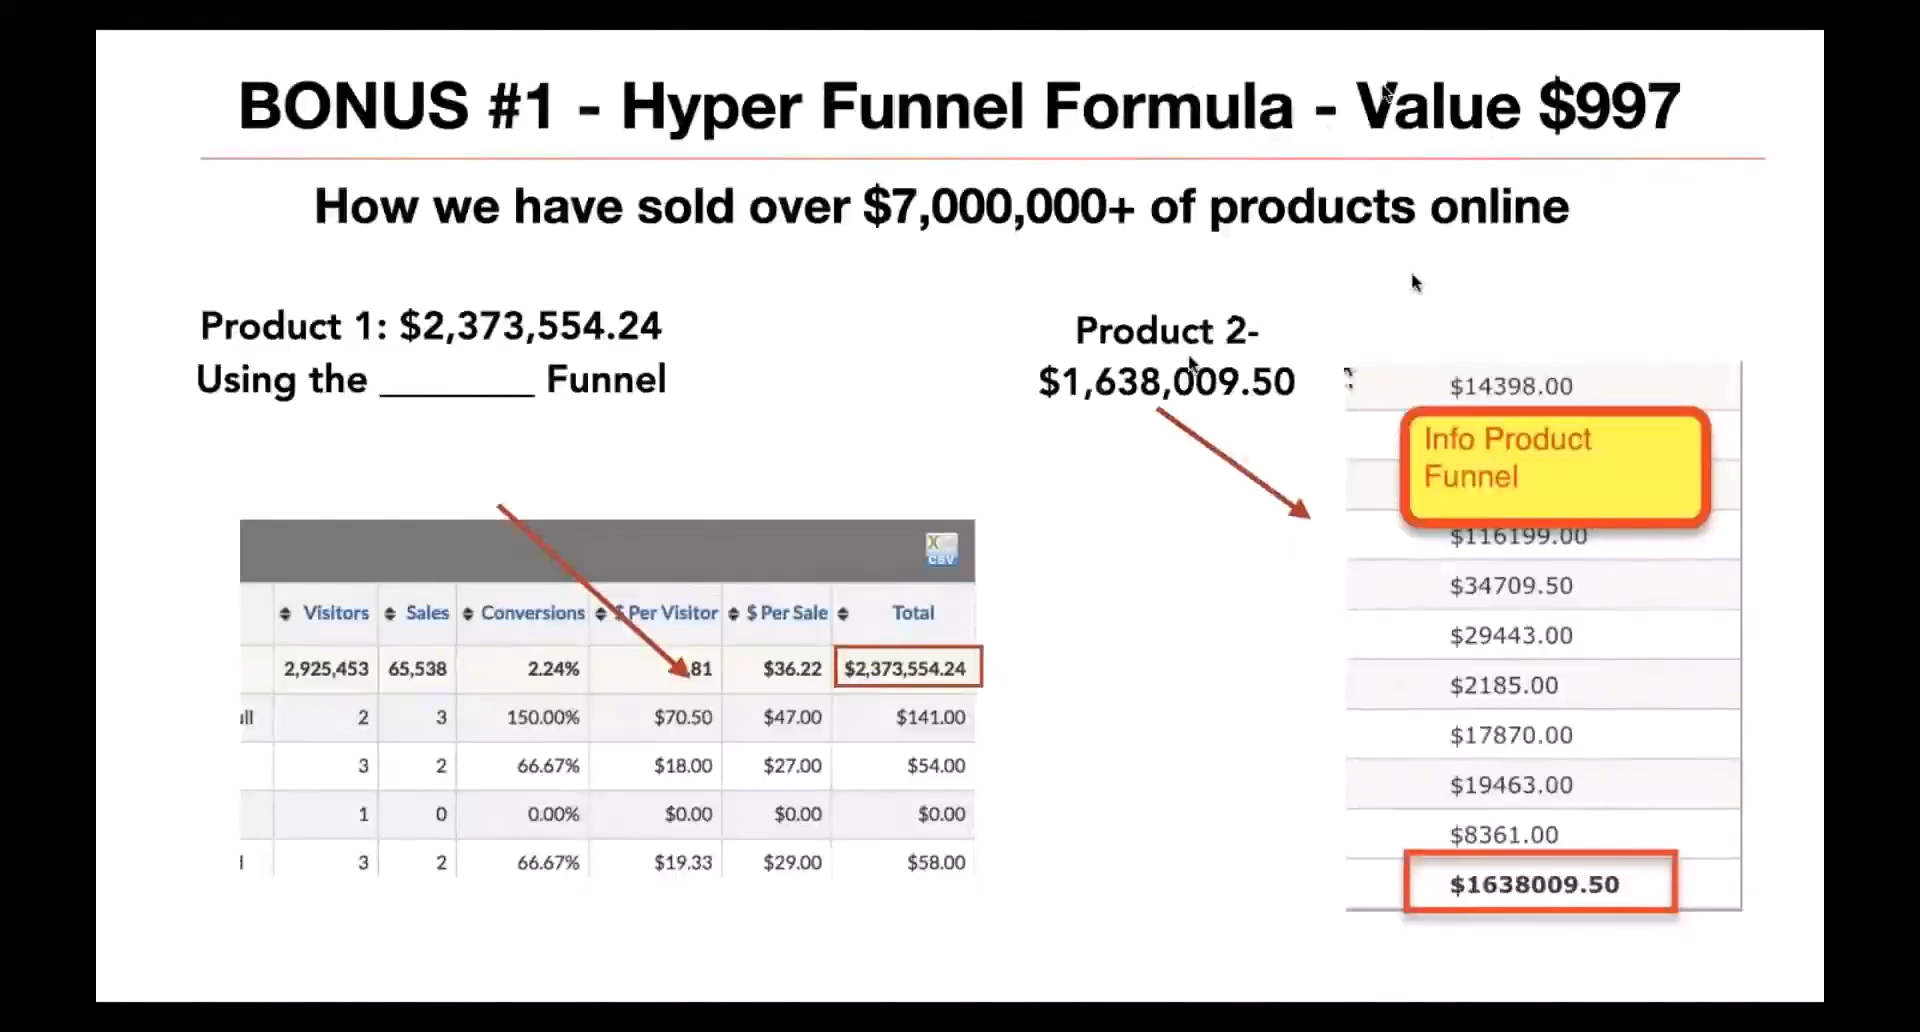 BONUS #1 - Hyper Funnel Formula - Value $997
How we have sold over $7,000,000+ of products online
Product 1: $2,373,554.24
Using the ________ Funnel
Product 2-
$1,638,009.50
CSV
Visitors Sales Conversions $ Per Visitor $ Per Sale Total
2,925,453 65,538 2.24% .81 $36.22 $2,373,554.24
2 3 150.00% $70.50 $47.00 $141.00
3 2 66.67% $18.00 $27.00 $54.00
1 0 0.00% $0.00 $0.00 $0.00
3 2 66.67% $19.33 $29.00 $58.00
$14398.00
Info Product
Funnel
$116199.00
$34709.50
$29443.00
$2185.00
$17870.00
$19463.00
$8361.00
$1638009.50